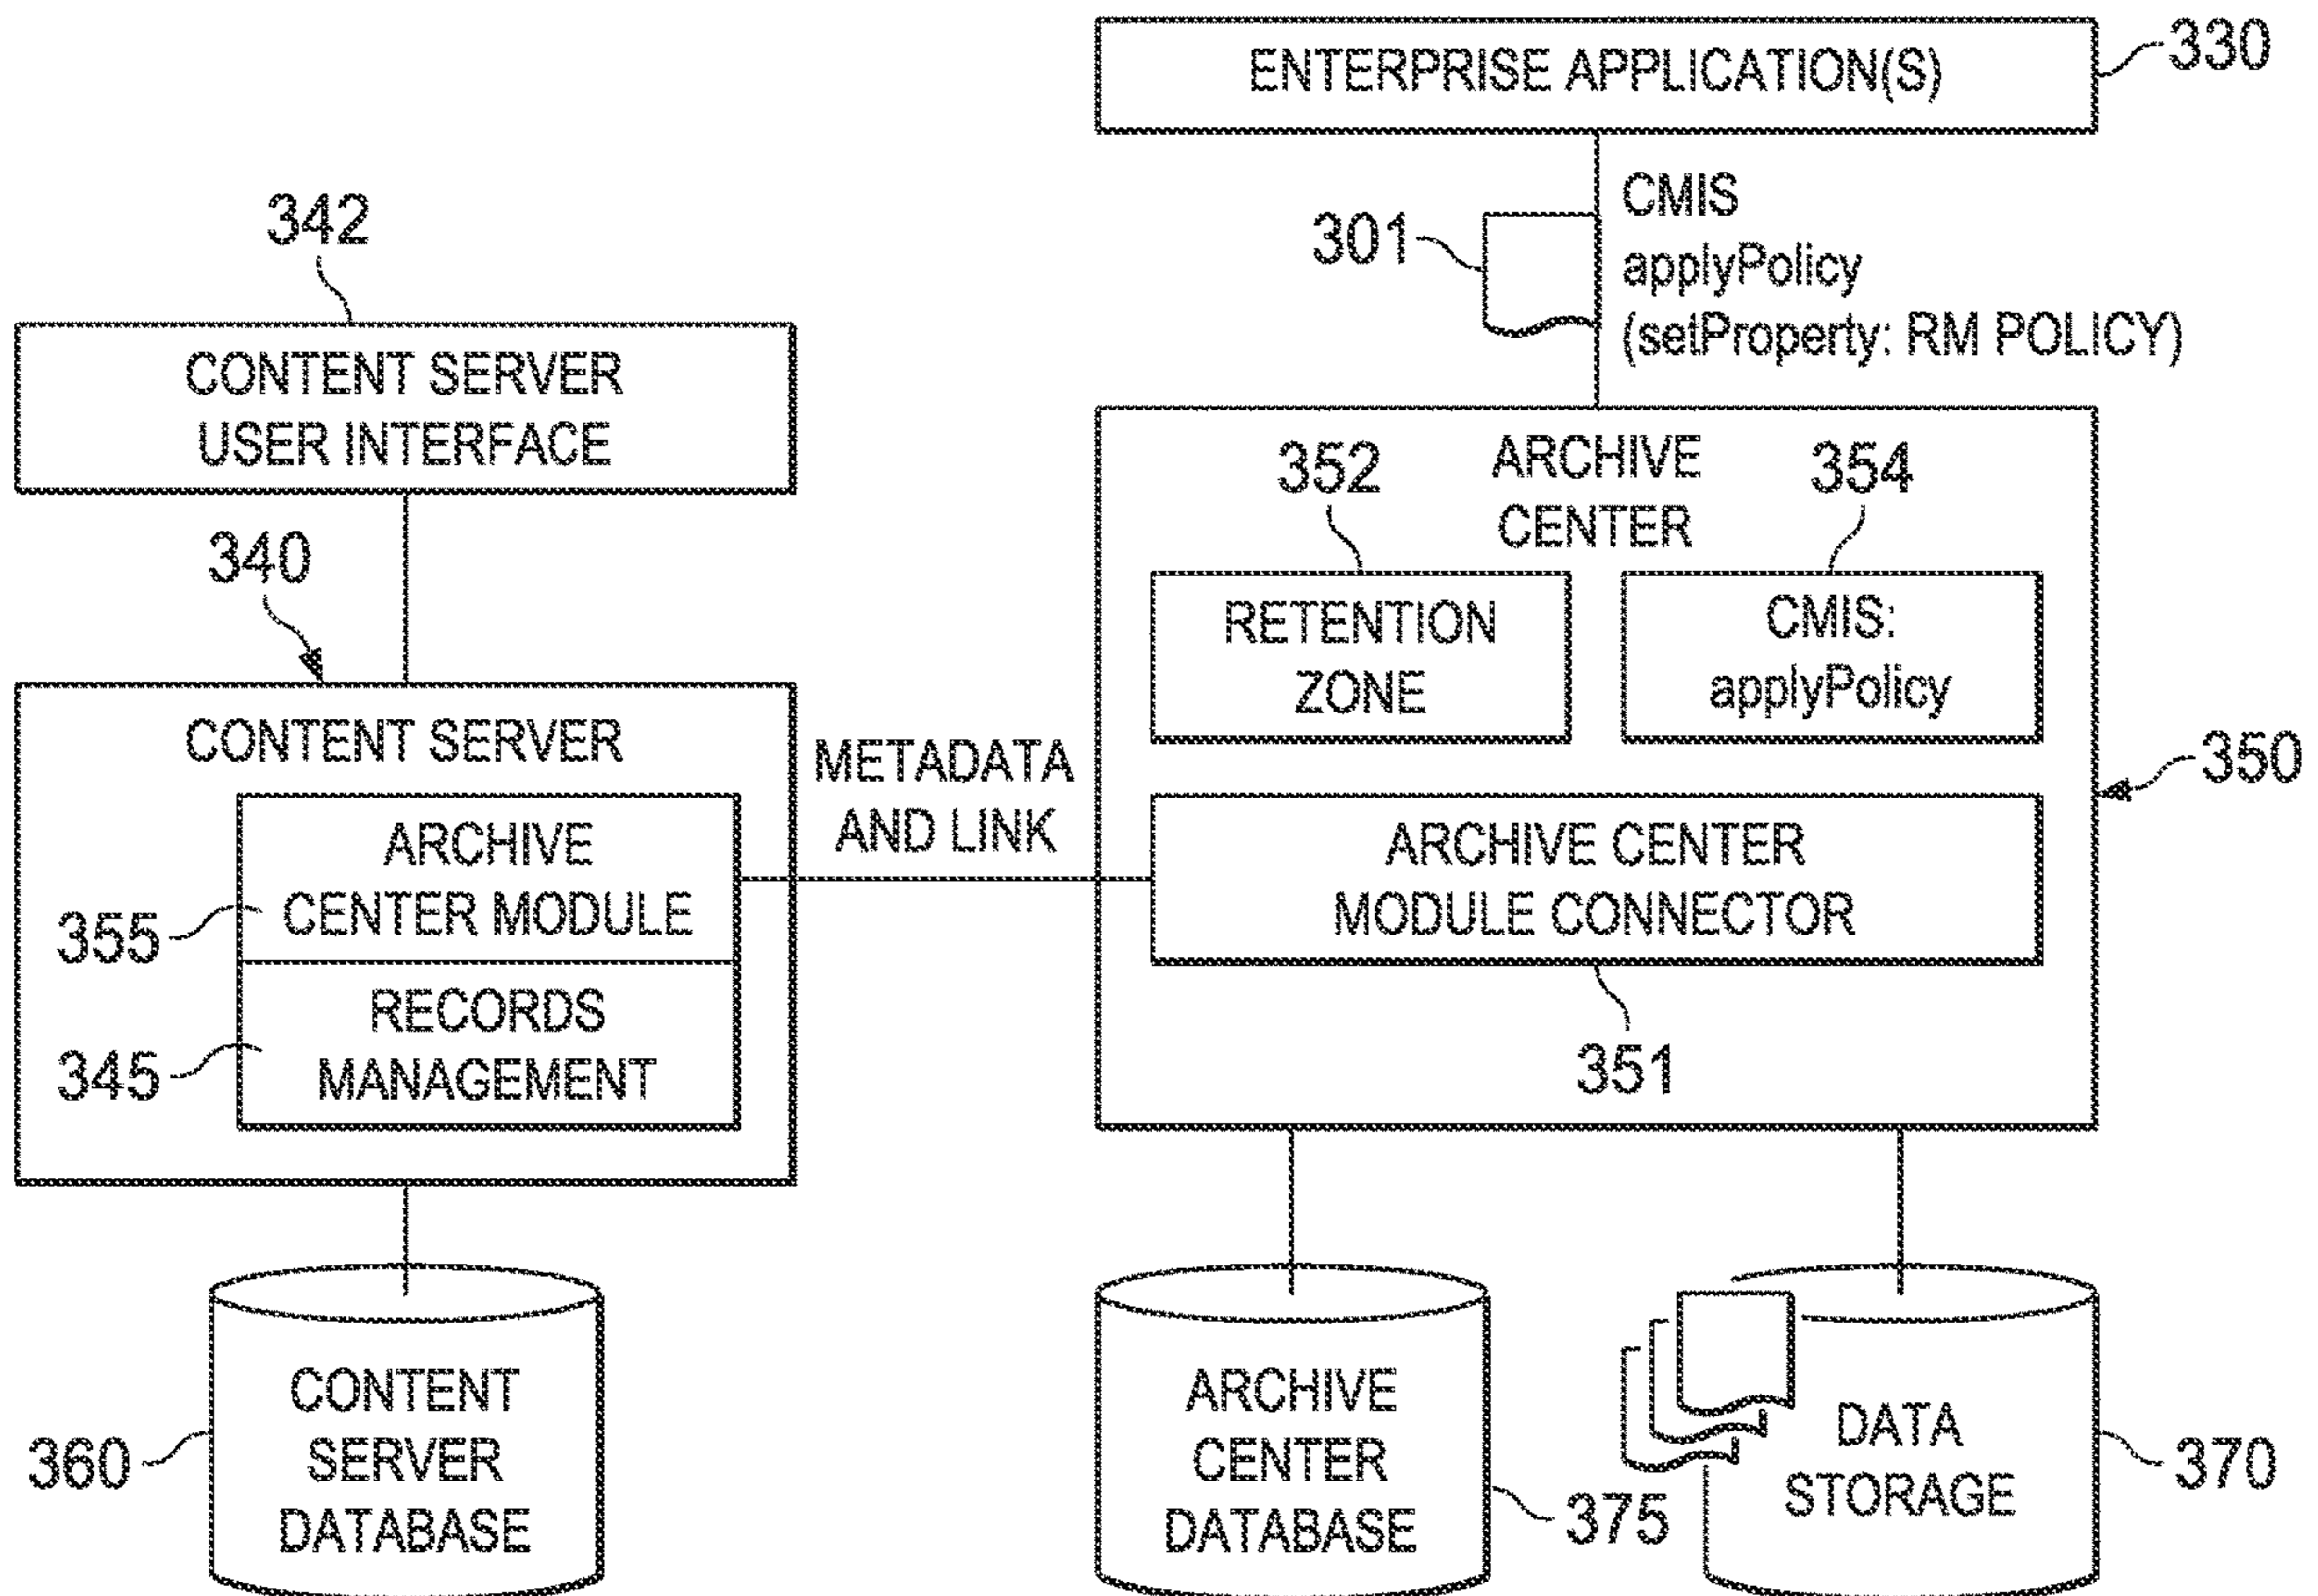 ENTERPRISE APPLICATION(S)
330
301
CMIS
applyPolicy
(setProperty: RM POLICY)
342
CONTENT SERVER
USER INTERFACE
340
CONTENT SERVER
ARCHIVE
CENTER MODULE
355
RECORDS
MANAGEMENT
345
METADATA
AND LINK
ARCHIVE
CENTER
352
354
RETENTION
ZONE
CMIS:
applyPolicy
350
ARCHIVE CENTER
MODULE CONNECTOR
351
CONTENT
SERVER
DATABASE
360
ARCHIVE
CENTER
DATABASE
375
DATA
STORAGE
370